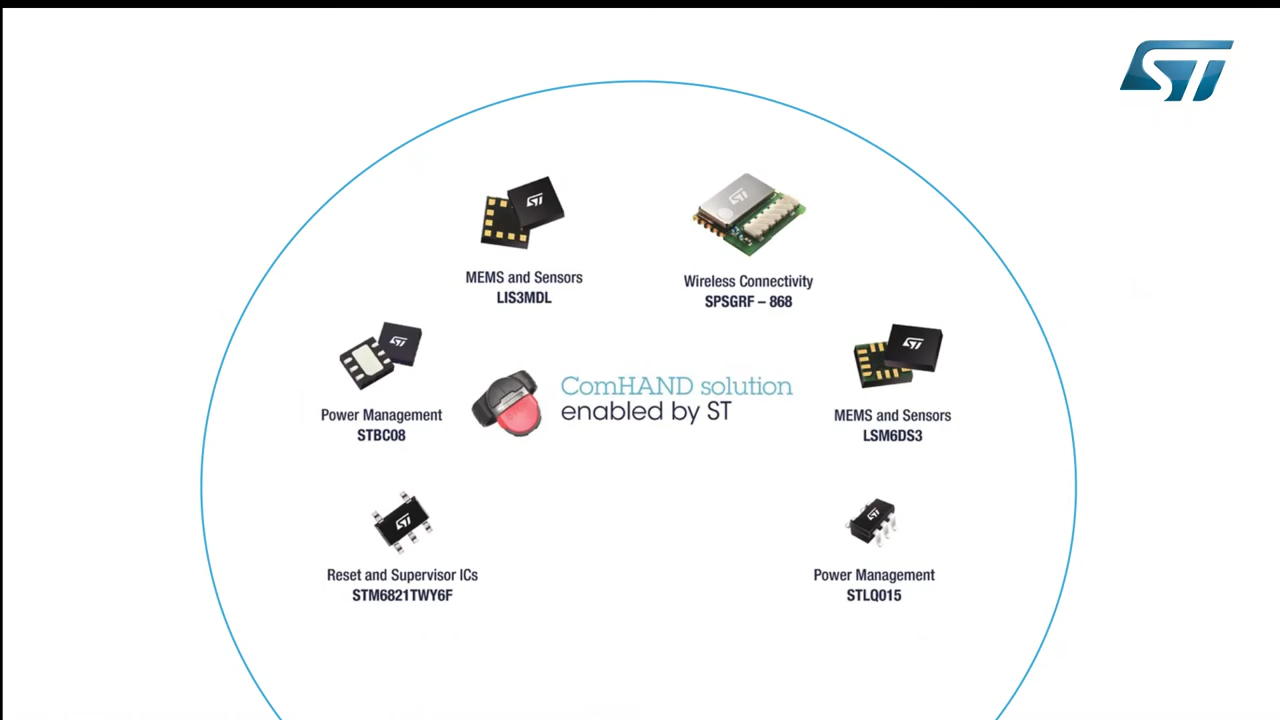 ST
MEMS and Sensors
LIS3MDL
Wireless Connectivity
SPSGRF – 868
Power Management
STBC08
ComHAND solution
enabled by ST
MEMS and Sensors
LSM6DS3
Reset and Supervisor ICs
STM6821TWY6F
Power Management
STLQ015